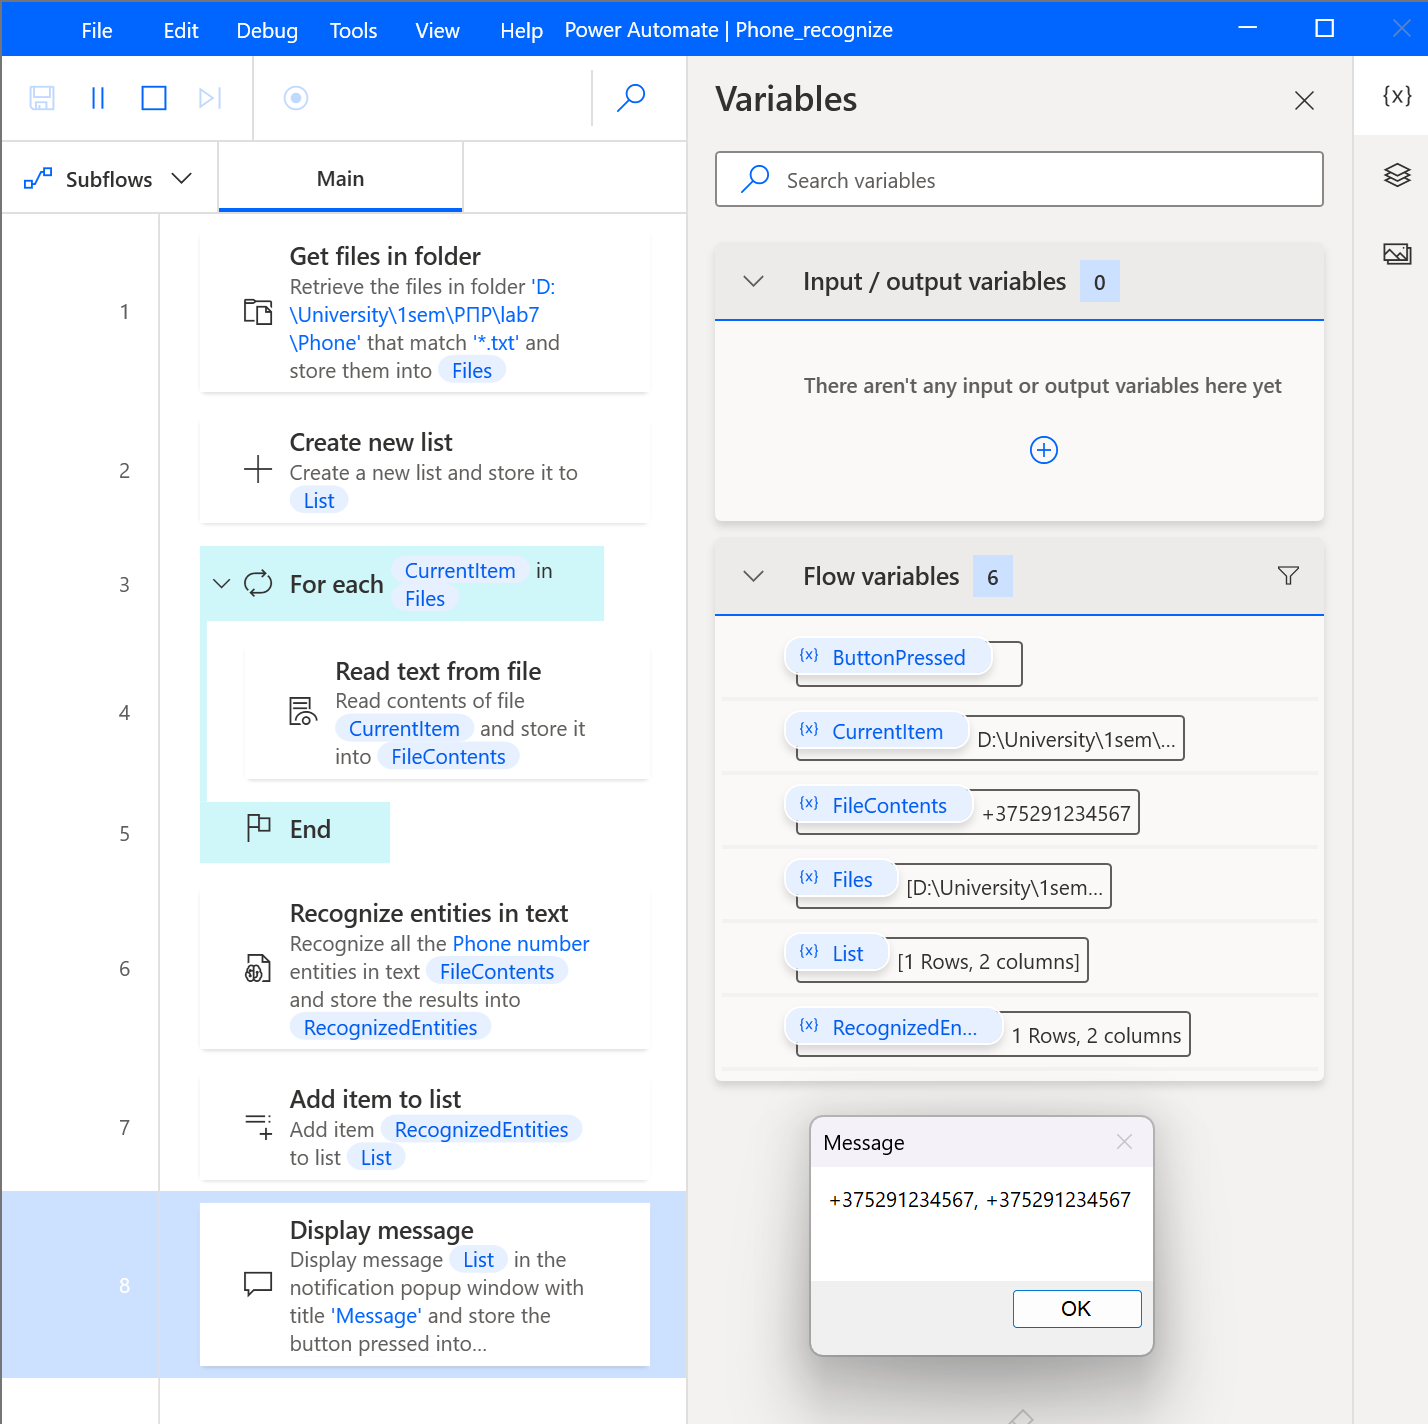 File Edit Debug Tools View Help Power Automate | Phone_recognize
Subflows
Main
1
Get files in folder
Retrieve the files in folder 'D:
\University\1sem\РПР\lab7
\Phone' that match '*.txt' and
store them into Files
2
Create new list
Create a new list and store it to
List
3
For each CurrentItem in
Files
4
Read text from file
Read contents of file
CurrentItem and store it
into FileContents
5
End
6
Recognize entities in text
Recognize all the Phone number
entities in text FileContents
and store the results into
RecognizedEntities
7
Add item to list
Add item RecognizedEntities
to list List
8
Display message
Display message List in the
notification popup window with
title 'Message' and store the
button pressed into...
Variables
{x}
Search variables
Input / output variables 0
There aren't any input or output variables here yet
Flow variables 6
{x} ButtonPressed
{x} CurrentItem D:\University\1sem\...
{x} FileContents +375291234567
{x} Files [D:\University\1sem...
{x} List [1 Rows, 2 columns]
{x} RecognizedEn... 1 Rows, 2 columns
Message
+375291234567, +375291234567
OK